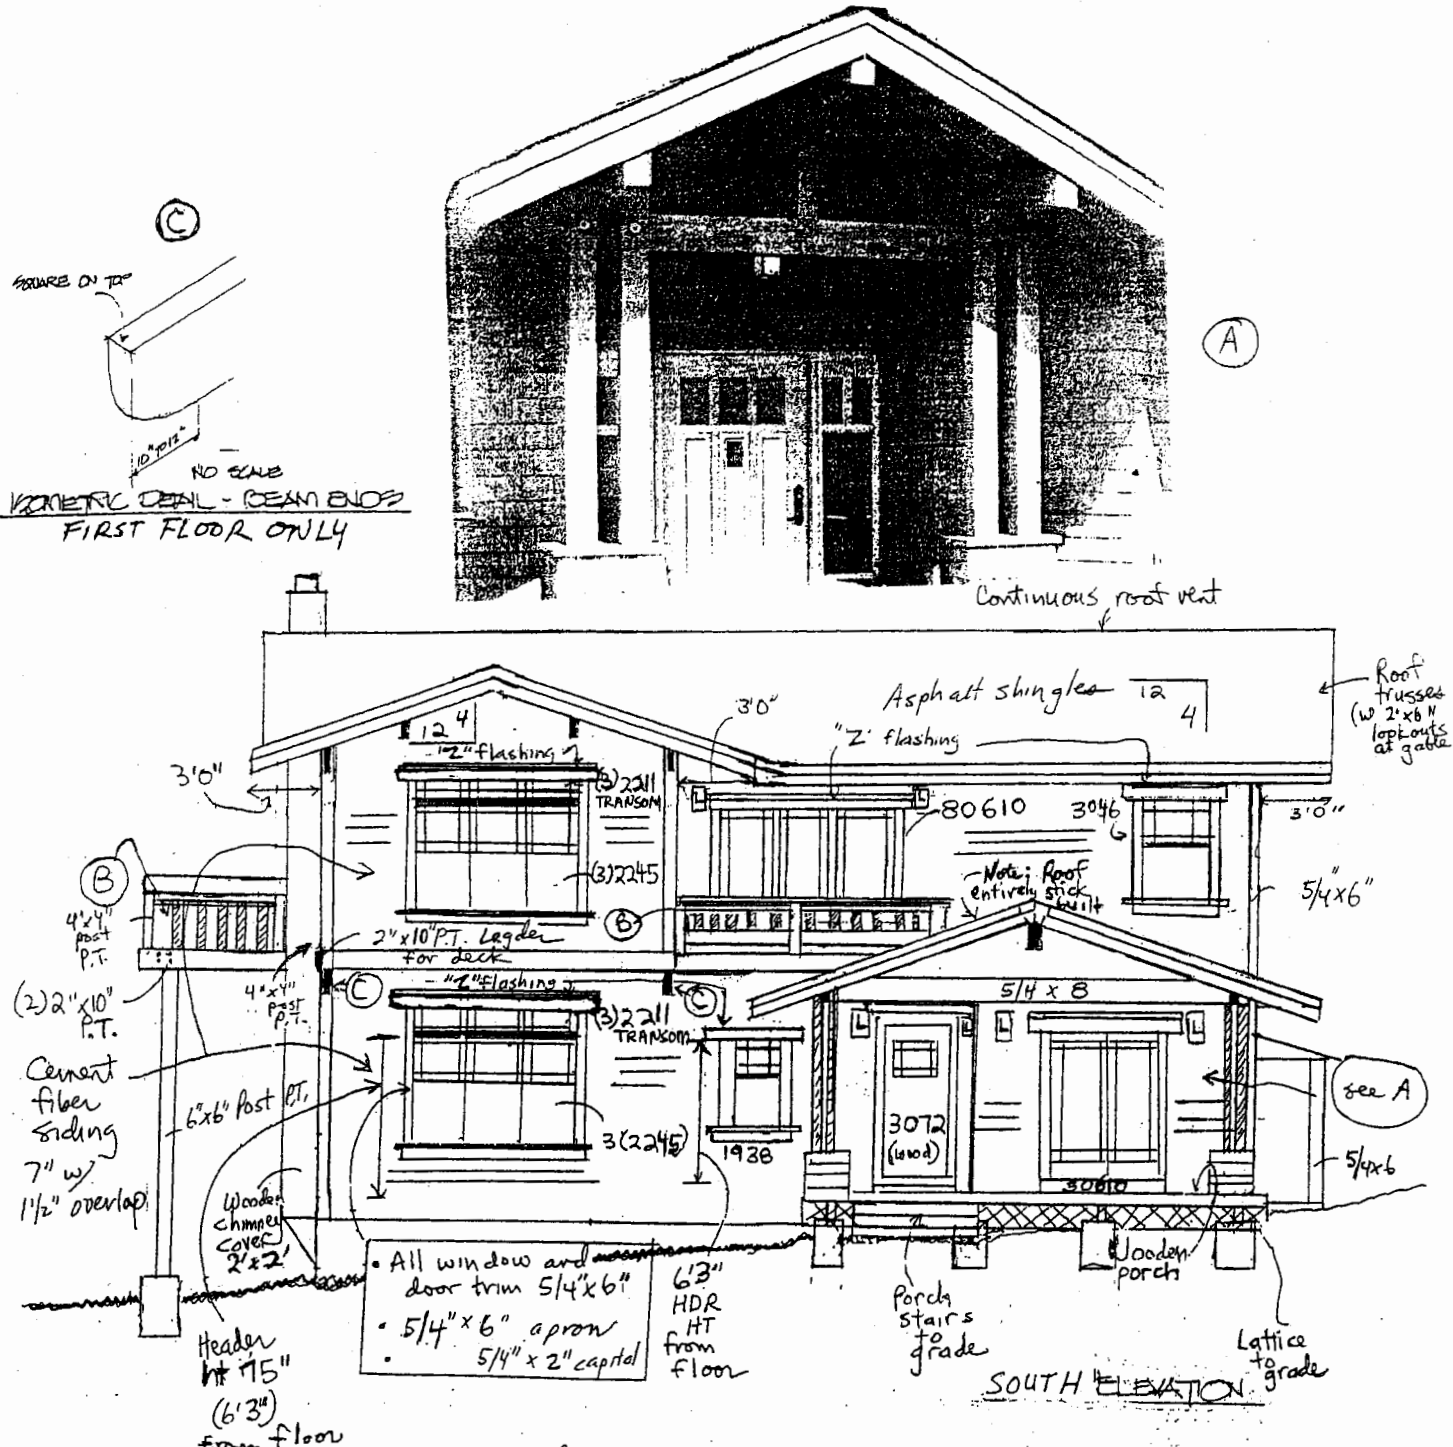 C
SQUARE ON TOP
10" TO 12"
NO SCALE
ISOMETRIC DETAIL - BEAM ENDS
FIRST FLOOR ONLY
A
Continuous roof vent
Asphalt shingles
12
4
Roof
trusses
(w 2"x6"
lookouts
at gable
12 4
"Z" flashing
3'0"
"Z" flashing
3'0"
(3) 2211
TRANSOM
L
L
80610
3046
3'0"
B
4"x4"
post
P.T.
(3) 2245
Note: Roof
entirely stick
built
5/4"x6"
B
2"x10" P.T. Ledger
for deck
(2) 2"x10"
P.T.
4"x4"
post
P.T.
C
"Z" flashing
C
5/4 x 8
(3) 2211
TRANSOM
L
L
L
L
Cement
fiber
siding
7" w/
1 1/2" overlap
6"x6" Post P.T.
see A
3072
(wood)
3(2245)
1938
30610
5/4x6
Wooden
chimney
cover
2'x2'
• All window and
door trim 5/4"x6"
• 5/4"x6" apron
• 5/4"x2" capital
6'3"
HDR
HT
from
floor
Porch
stairs
to
grade
Wooden
porch
Lattice
to
grade
Header
ht 75"
(6'3")
from floor
SOUTH ELEVATION